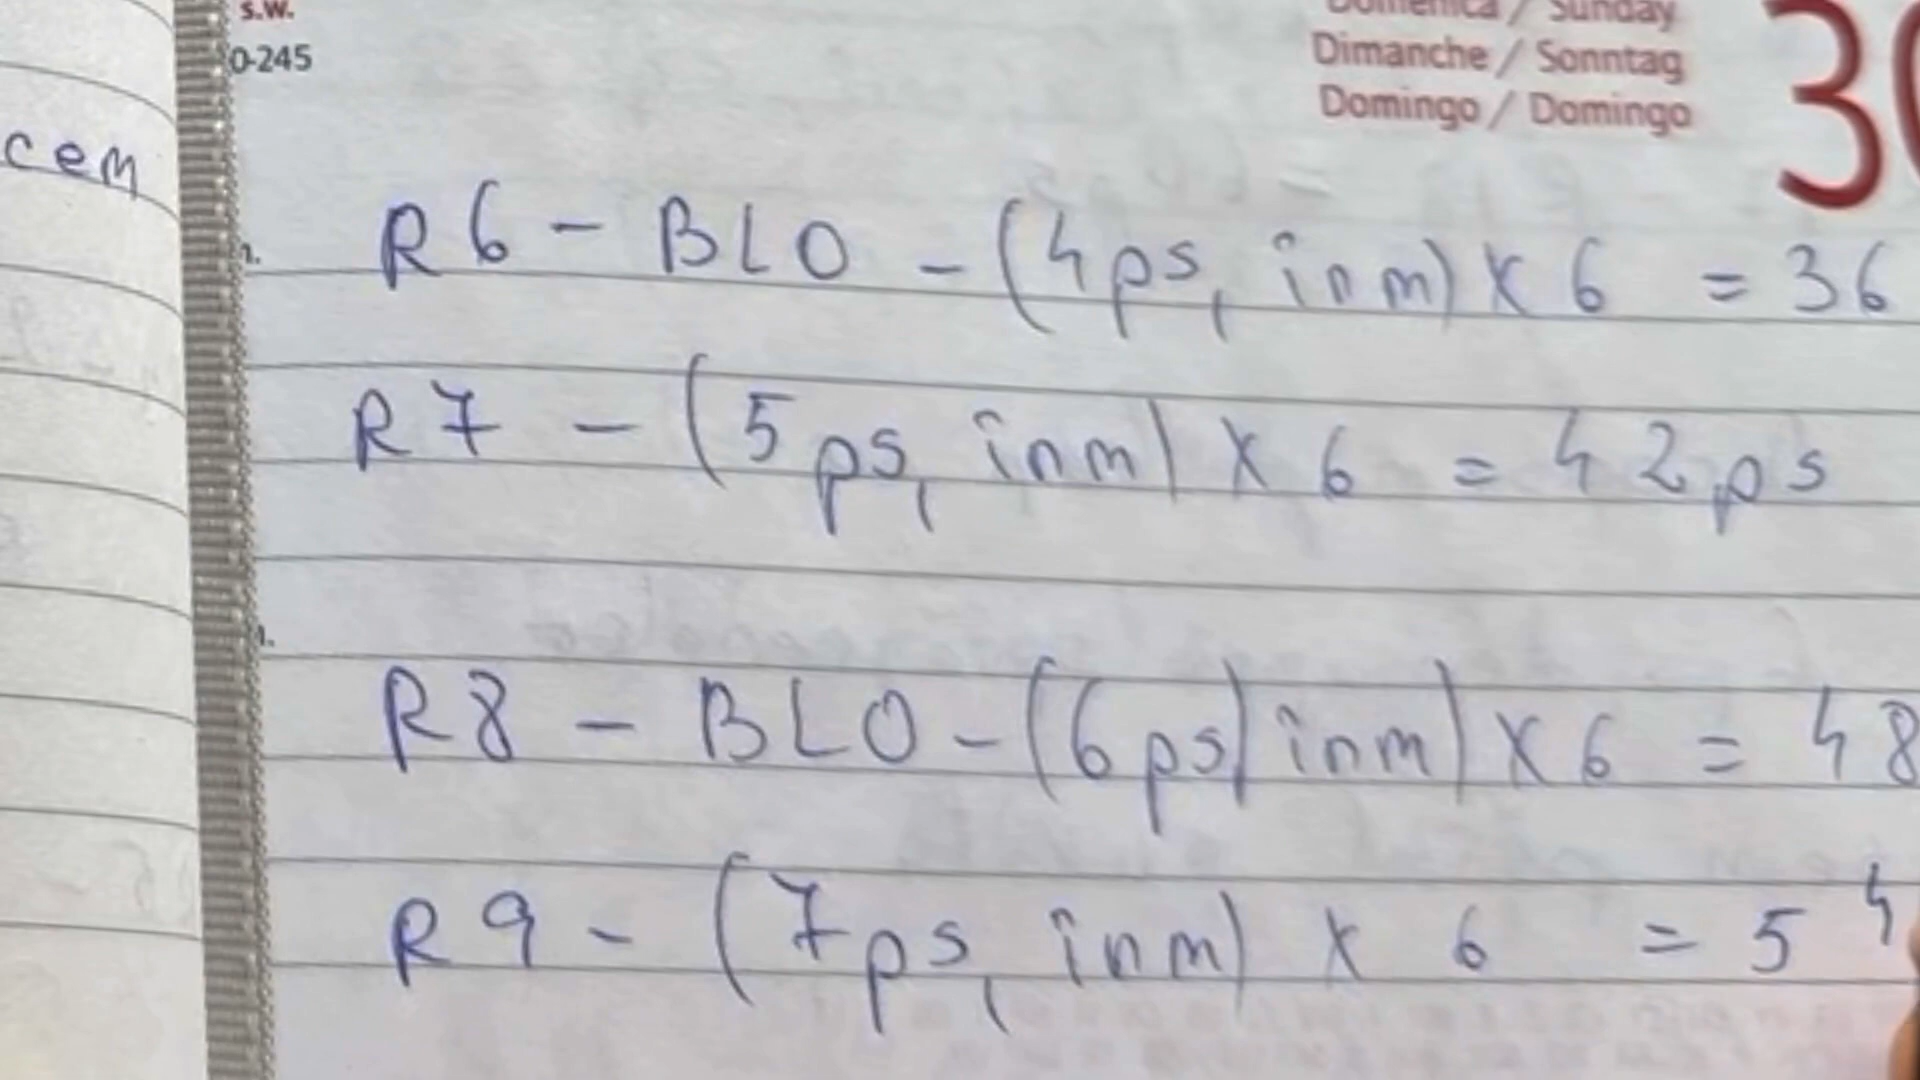 s.w.
0-245
Domenica / Sunday
Dimanche / Sonntag
Domingo / Domingo
30
cem
R6 - BLO - (4ps, inm) x 6 = 36
R7 - (5ps, inm) x 6 = 42ps
R8 - BLO - (6ps) inm) x 6 = 48
R9 - (7ps, inm) x 6 = 54